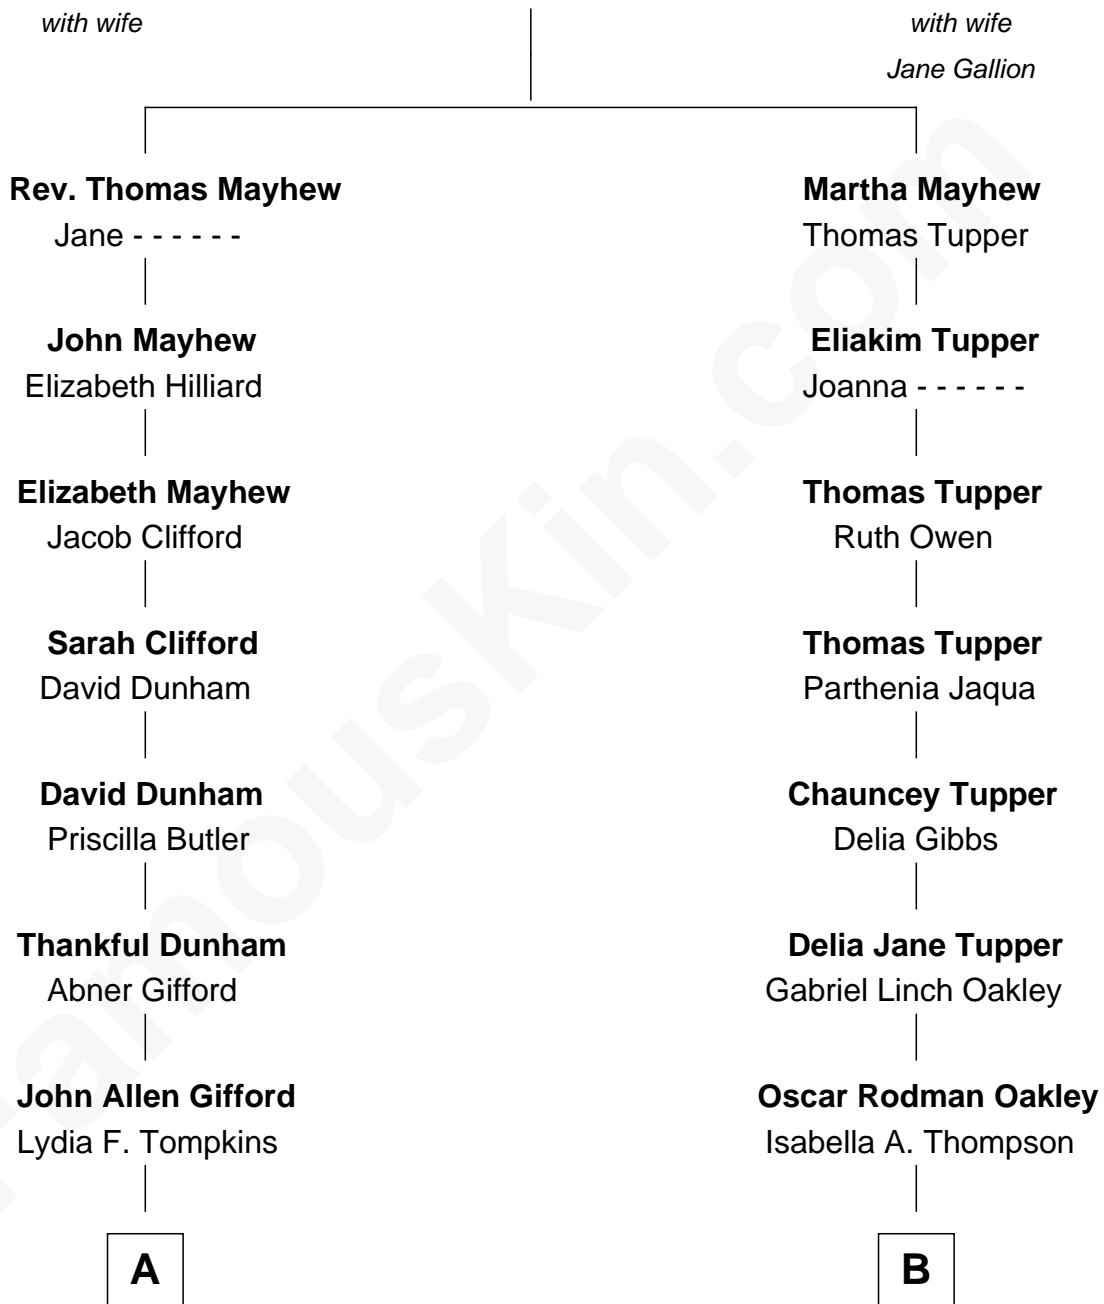 with wife
with wife
Jane Gallion
Rev. Thomas Mayhew
Jane - - - - - -
Martha Mayhew
Thomas Tupper
John Mayhew
Elizabeth Hilliard
Eliakim Tupper
Joanna - - - - - -
Elizabeth Mayhew
Jacob Clifford
Thomas Tupper
Ruth Owen
Sarah Clifford
David Dunham
Thomas Tupper
Parthenia Jaqua
David Dunham
Priscilla Butler
Chauncey Tupper
Delia Gibbs
Thankful Dunham
Abner Gifford
Delia Jane Tupper
Gabriel Linch Oakley
John Allen Gifford
Lydia F. Tompkins
Oscar Rodman Oakley
Isabella A. Thompson
A
B
FamousKin.com